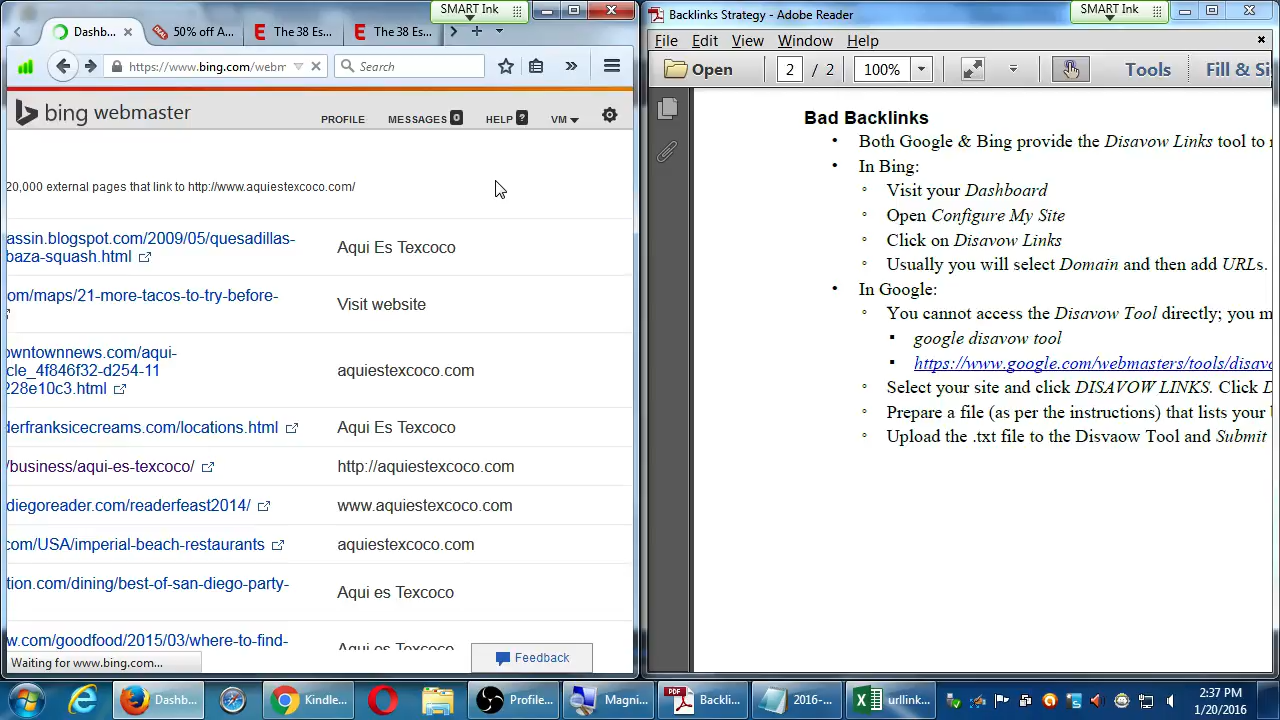 SMART Ink
Dashb...
50% off A...
The 38 Es...
The 38 Es...
https://www.bing.com/webm
Search
bing webmaster
PROFILE
MESSAGES 0
HELP ?
VM
20,000 external pages that link to http://www.aquiestexcoco.com/
assin.blogspot.com/2009/05/quesadillas-
baza-squash.html
Aqui Es Texcoco
om/maps/21-more-tacos-to-try-before-
Visit website
owntownnews.com/aqui-
cle_4f846f32-d254-11
228e10c3.html
aquiestexcoco.com
derfranksicecreams.com/locations.html
Aqui Es Texcoco
/business/aqui-es-texcoco/
http://aquiestexcoco.com
diegoreader.com/readerfeast2014/
www.aquiestexcoco.com
com/USA/imperial-beach-restaurants
aquiestexcoco.com
tion.com/dining/best-of-san-diego-party-
Aqui es Texcoco
w.com/goodfood/2015/03/where-to-find-
Aqui es Texcoco
Feedback
Waiting for www.bing.com...
Backlinks Strategy - Adobe Reader
SMART Ink
File Edit View Window Help
Open 2 / 2 100% Tools Fill & Si
Bad Backlinks
• Both Google & Bing provide the Disavow Links tool to
• In Bing:
◦ Visit your Dashboard
◦ Open Configure My Site
◦ Click on Disavow Links
◦ Usually you will select Domain and then add URLs.
• In Google:
◦ You cannot access the Disavow Tool directly; you m
▪ google disavow tool
▪ https://www.google.com/webmasters/tools/disavo
◦ Select your site and click DISAVOW LINKS. Click D
◦ Prepare a file (as per the instructions) that lists your
◦ Upload the .txt file to the Disvaow Tool and Submit
Dashb...
Kindle...
Profile...
Magni...
Backli...
2016-...
urllink...
2:37 PM
1/20/2016